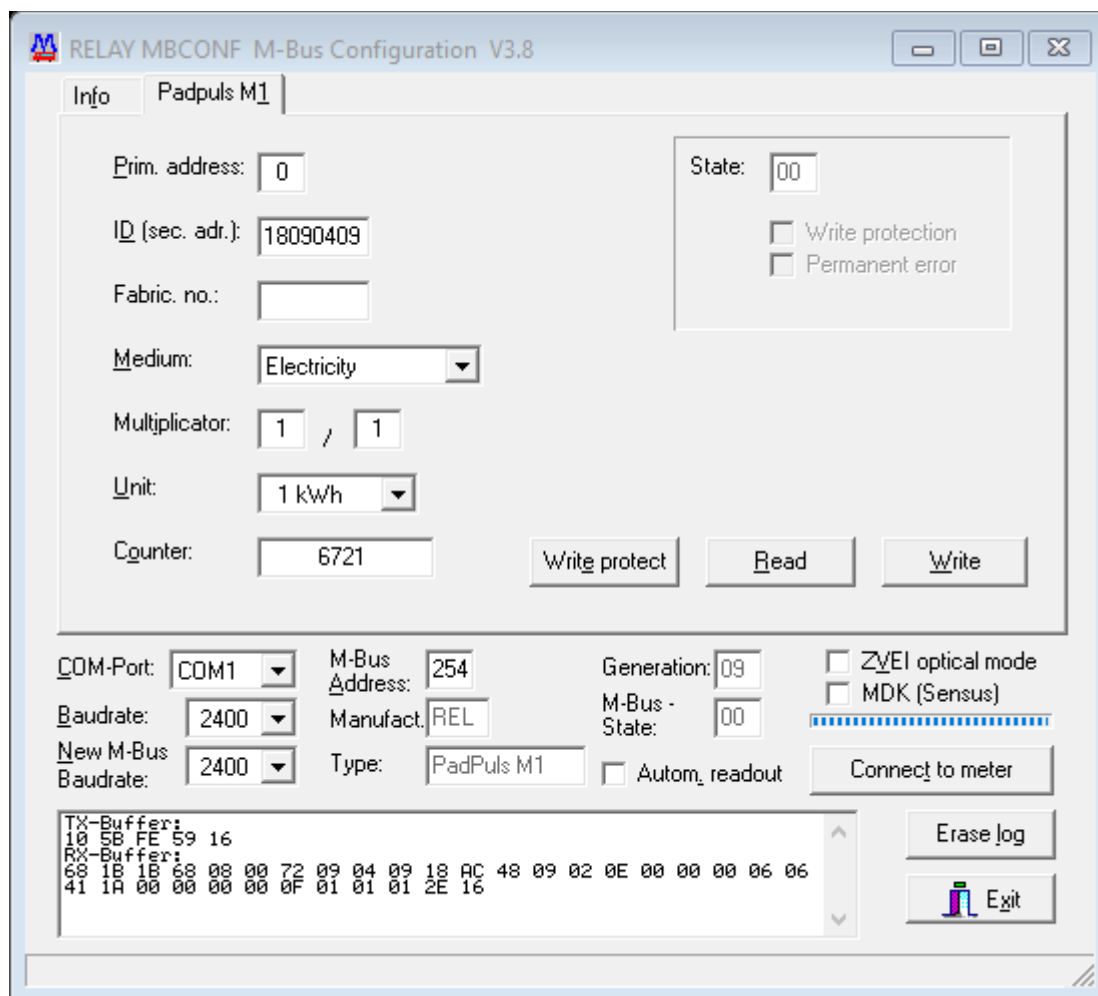 RELAY MBCONF M-Bus Configuration V3.8
Info Padpuls M1
Prim. address: 0 State: 00
ID (sec. adr.): 18090409 Write protection
Permanent error
Fabric. no.:
Medium: Electricity
Multiplicator: 1 / 1
Unit: 1 kWh
Counter: 6721 Write protect Read Write
COM-Port: COM1 M-Bus Address: 254 Generation: 09 ZVEI optical mode
MDK (Sensus)
Baudrate: 2400 Manufact. REL M-Bus - State: 00
New M-Bus Baudrate: 2400 Type: PadPuls M1 Autom. readout Connect to meter
TX-Buffer:
10 5B FE 59 16
RX-Buffer:
68 1B 1B 68 08 00 72 09 04 09 18 AC 48 09 02 0E 00 00 00 06 06
41 1A 00 00 00 00 0F 01 01 01 2E 16
Erase log
Exit